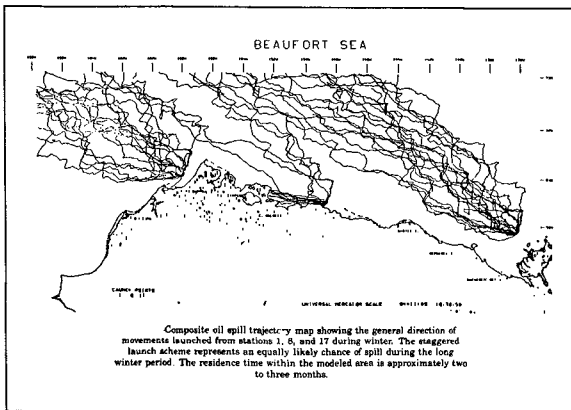 BEAUFORT SEA
LAUNCH POINTS
UNIVERSAL MERCATOR SCALE
Composite oil spill trajectory map showing the general direction of
movements launched from stations 1, 8, and 17 during winter. The staggered
launch scheme represents an equally likely chance of spill during the long
winter period. The residence time within the modeled area is approximately two
to three months.